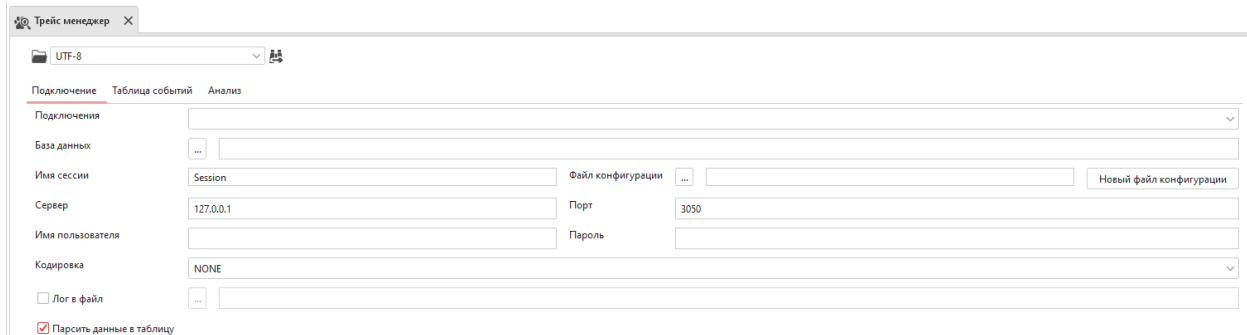 Трейс менеджер
UTF-8
Подключение Таблица событий Анализ
Подключения
База данных ...
Имя сессии Session Файл конфигурации ... Новый файл конфигурации
Сервер 127.0.0.1 Порт 3050
Имя пользователя Пароль
Кодировка NONE
Лог в файл ...
Парсить данные в таблицу